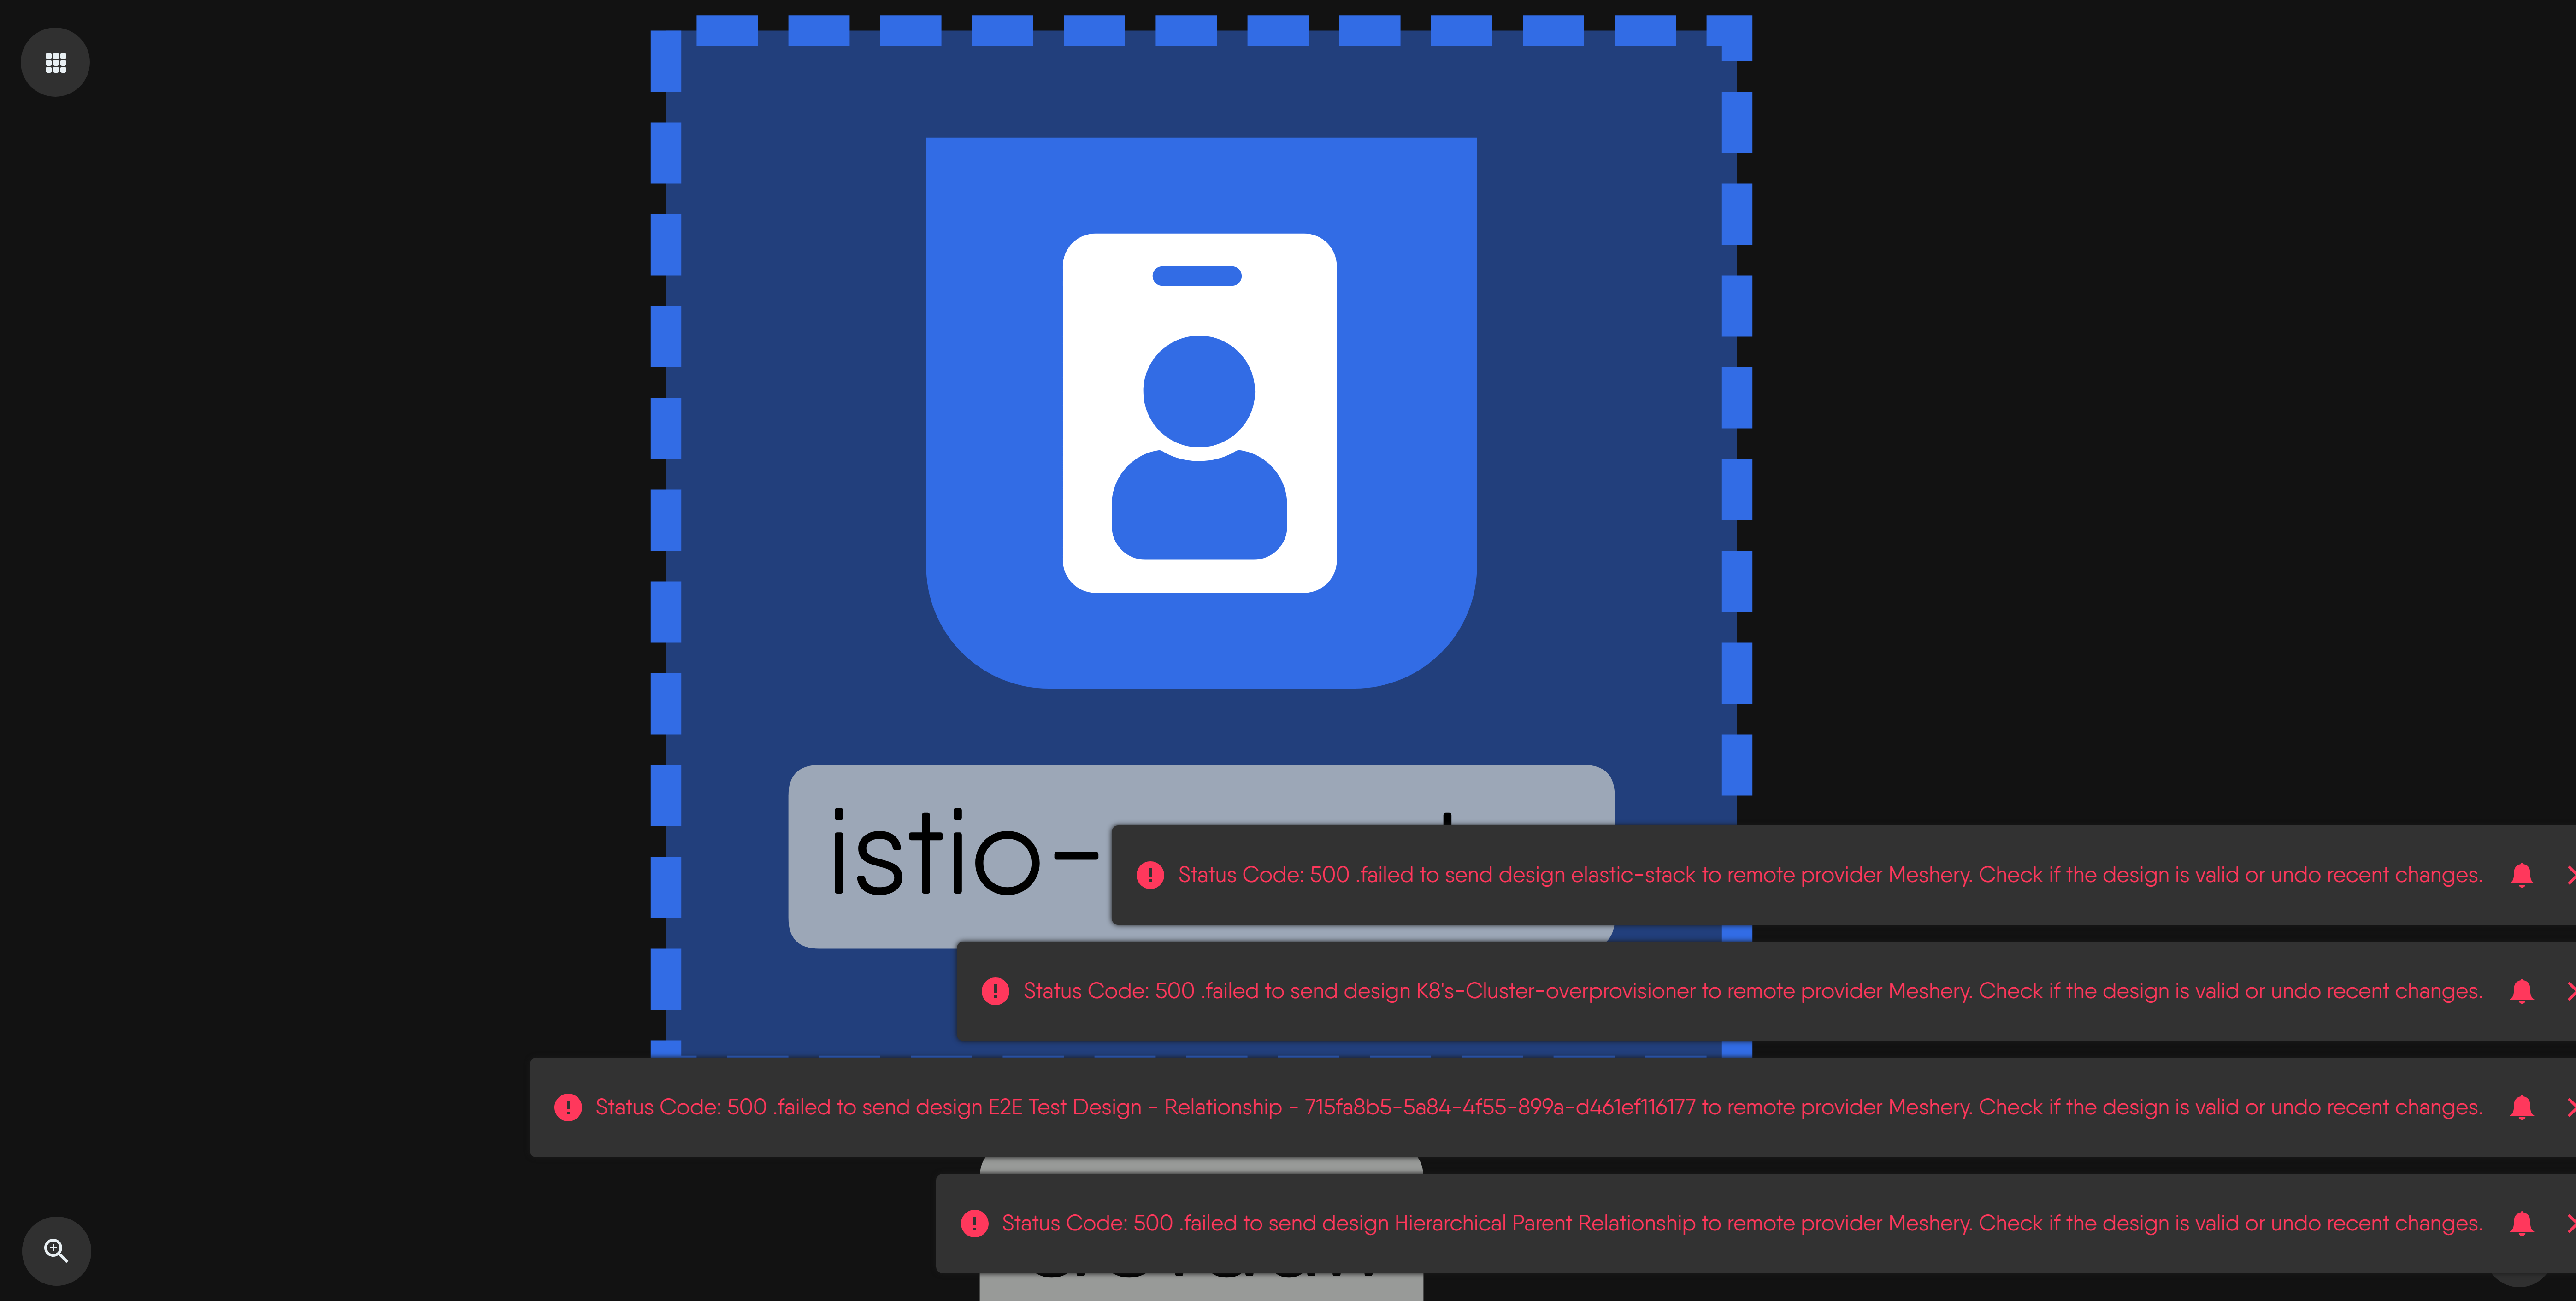 istio-
Status Code: 500 .failed to send design elastic-stack to remote provider Meshery. Check if the design is valid or undo recent changes.
Status Code: 500 .failed to send design K8's-Cluster-overprovisioner to remote provider Meshery. Check if the design is valid or undo recent changes.
Status Code: 500 .failed to send design E2E Test Design - Relationship - 715fa8b5-5a84-4f55-899a-d461ef116177 to remote provider Meshery. Check if the design is valid or undo recent changes.
Status Code: 500 .failed to send design Hierarchical Parent Relationship to remote provider Meshery. Check if the design is valid or undo recent changes.